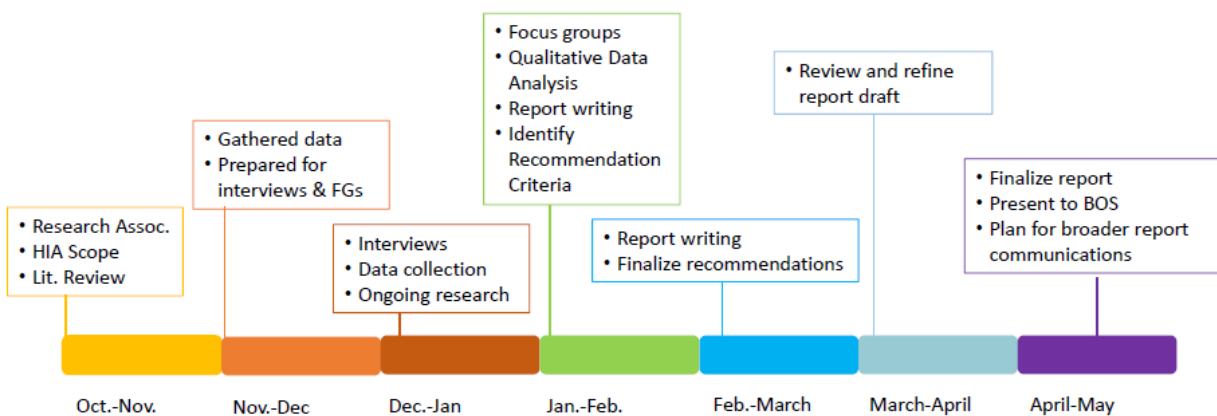 • Research Assoc.
• HIA Scope
• Lit. Review
• Gathered data
• Prepared for
interviews & FGs
• Interviews
• Data collection
• Ongoing research
• Focus groups
• Qualitative Data
Analysis
• Report writing
• Identify
Recommendation
Criteria
• Report writing
• Finalize recommendations
• Review and refine
report draft
• Finalize report
• Present to BOS
• Plan for broader report
communications
Oct.-Nov.
Nov.-Dec
Dec.-Jan
Jan.-Feb.
Feb.-March
March-April
April-May